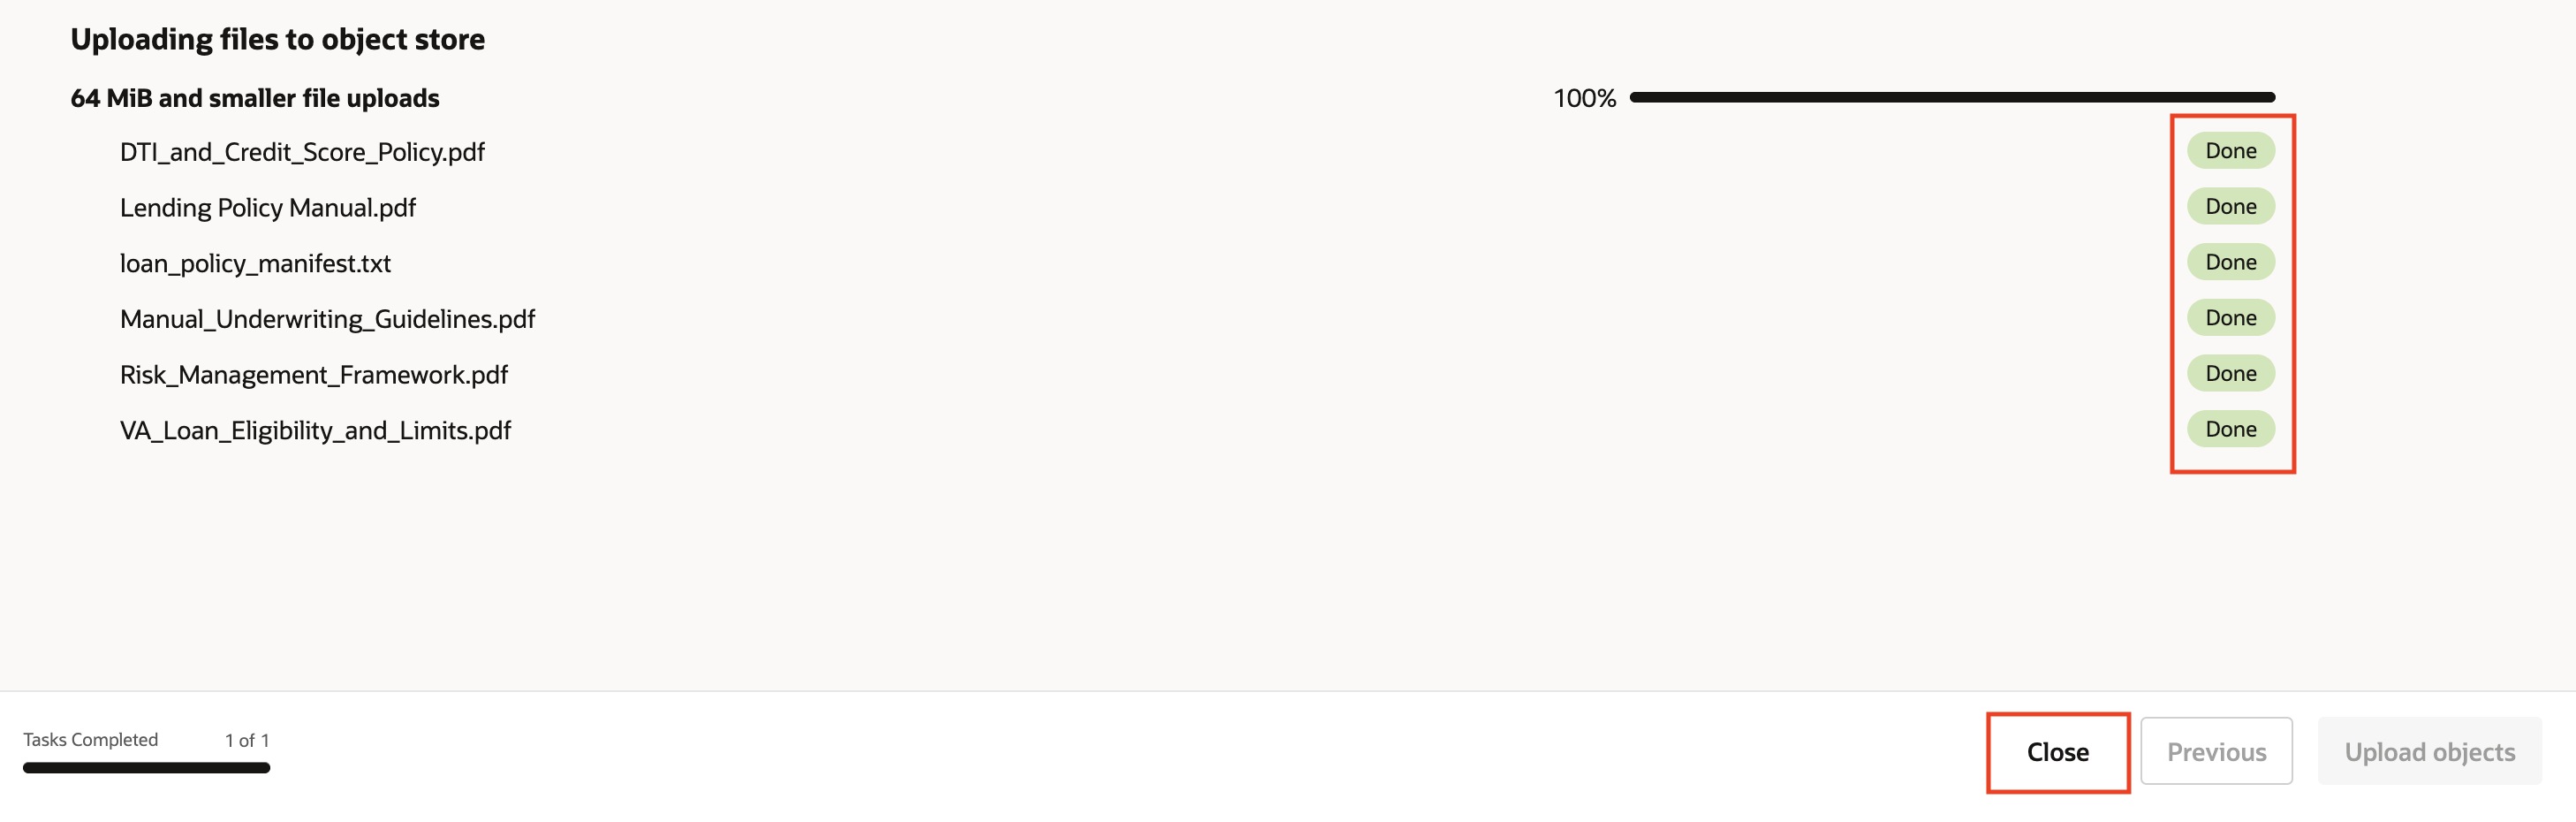 Uploading files to object store
64 MiB and smaller file uploads 100%
DTI_and_Credit_Score_Policy.pdf Done
Lending Policy Manual.pdf Done
loan_policy_manifest.txt Done
Manual_Underwriting_Guidelines.pdf Done
Risk_Management_Framework.pdf Done
VA_Loan_Eligibility_and_Limits.pdf Done
Tasks Completed 1 of 1
Close Previous Upload objects